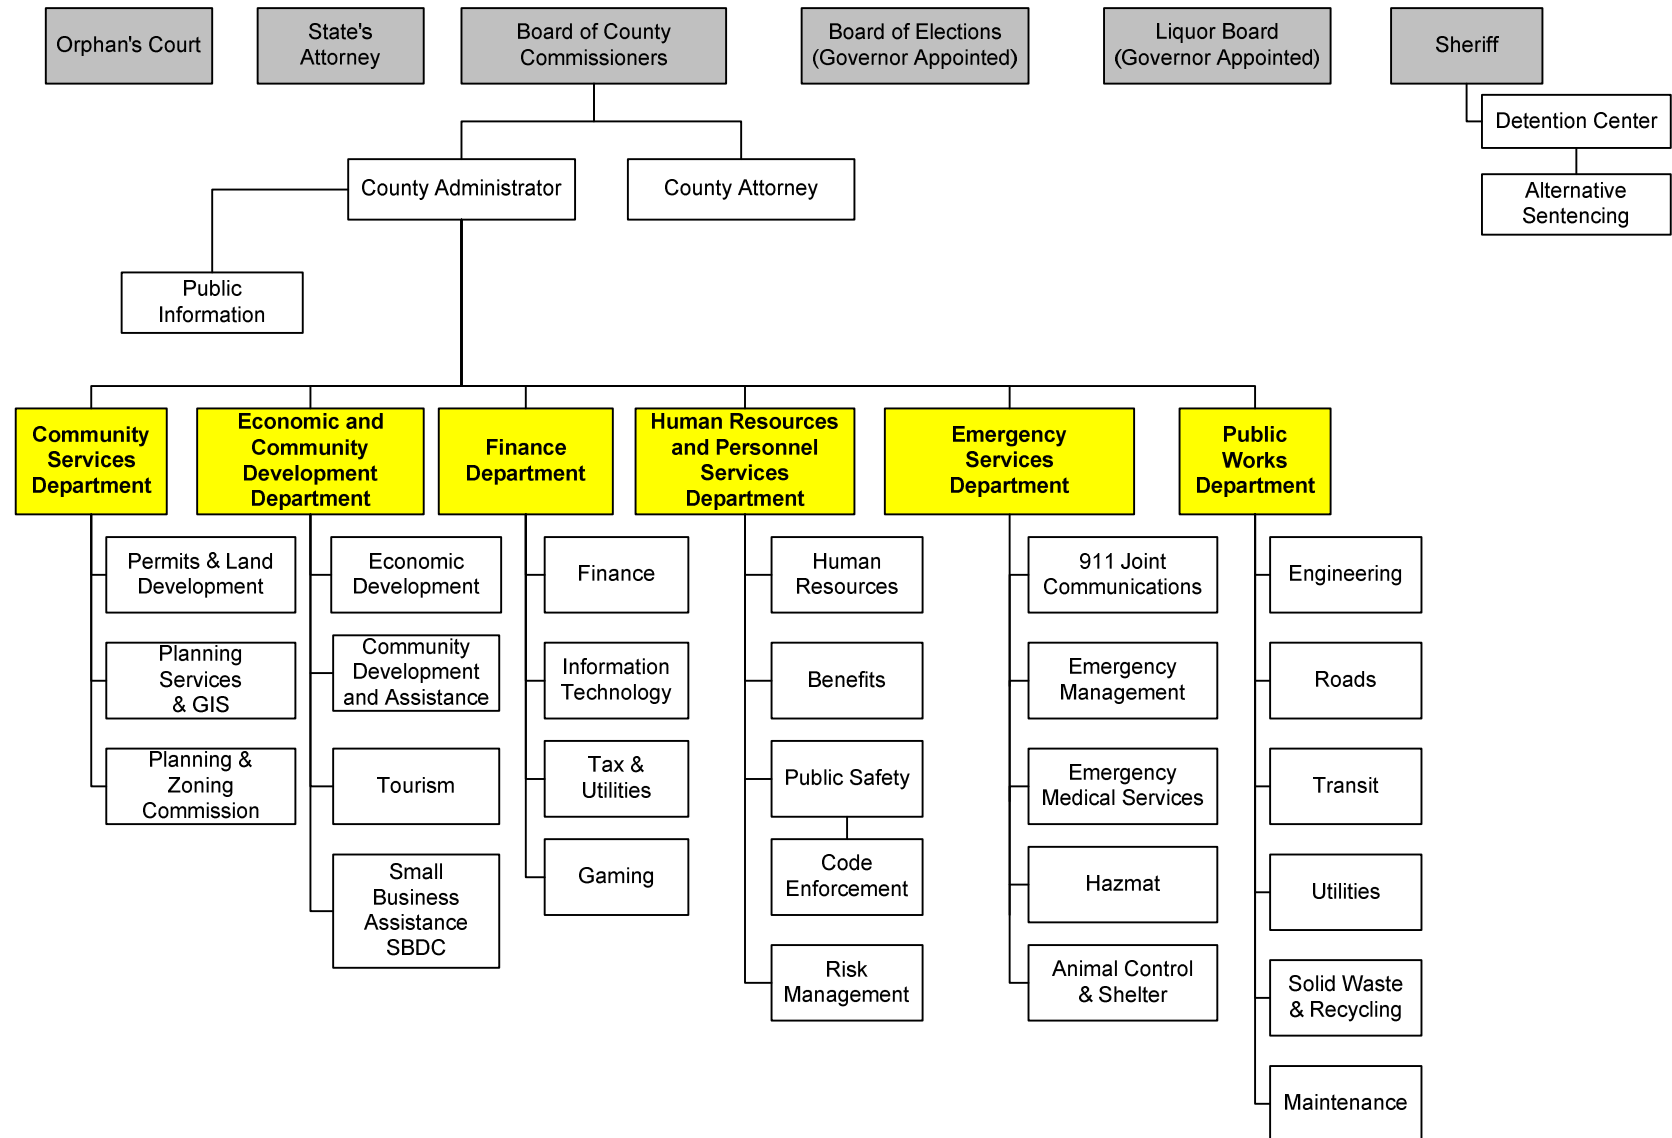 Orphan's Court
State's
Attorney
Board of County
Commissioners
Board of Elections
(Governor Appointed)
Liquor Board
(Governor Appointed)
Sheriff
Detention Center
Alternative
Sentencing
County Administrator
County Attorney
Public
Information
Community
Services
Department
Economic and
Community
Development
Department
Finance
Department
Human Resources
and Personnel
Services
Department
Emergency
Services
Department
Public
Works
Department
Permits & Land
Development
Planning
Services
& GIS
Planning &
Zoning
Commission
Economic
Development
Community
Development
and Assistance
Tourism
Small
Business
Assistance
SBDC
Finance
Information
Technology
Tax &
Utilities
Gaming
Human
Resources
Benefits
Public Safety
Code
Enforcement
Risk
Management
911 Joint
Communications
Emergency
Management
Emergency
Medical Services
Hazmat
Animal Control
& Shelter
Engineering
Roads
Transit
Utilities
Solid Waste
& Recycling
Maintenance